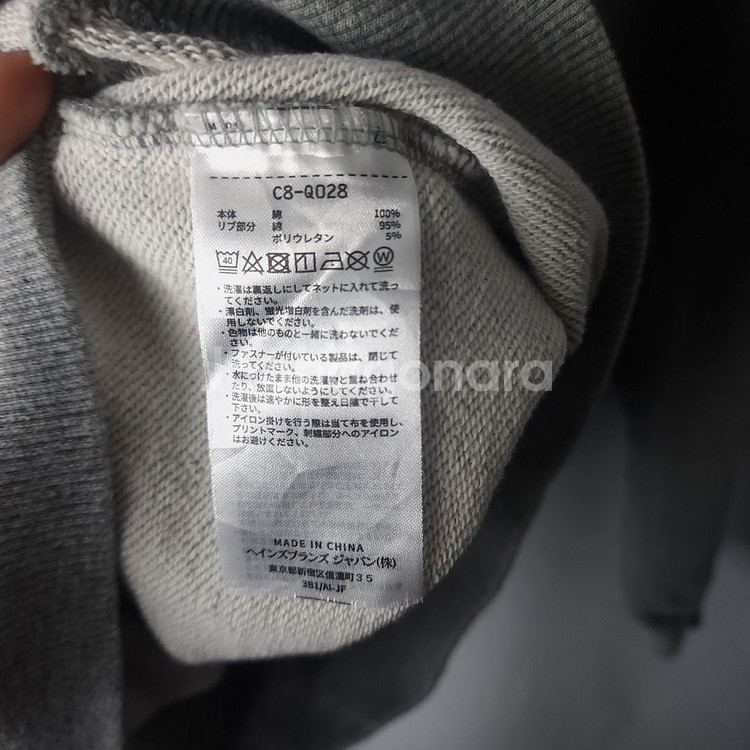 C8-Q028
本体 綿 100%
リブ部分 綿 95%
ポリウレタン 5%
40
W
・洗濯は裏返しにしてネットに入れて洗っ
てください。
・漂白剤、蛍光増白剤を含んだ洗剤は、使
用しないでください。
・色物は他のものと一緒に洗わないでくだ
さい。
・ファスナーが付いている製品は、閉じて
洗ってください。
・水につけたまま他の洗濯物と重ね合わせ
たり、放置しないようにしてください。
・洗濯後は速やかに形を整え日陰で干して
下さい。
・アイロン掛けを行う際は当て布を使用し、
プリントマーク、刺繍部分へのアイロン
はお避けください。
MADE IN CHINA
ヘインズブランズ ジャパン(株)
東京都新宿区信濃町35
3B1/AI-JF